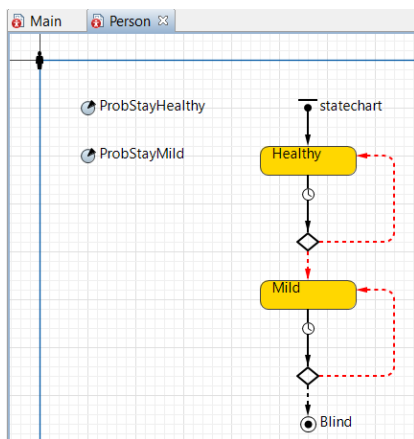 Main
Person
ProbStayHealthy
statechart
ProbStayMild
Healthy
Mild
Blind